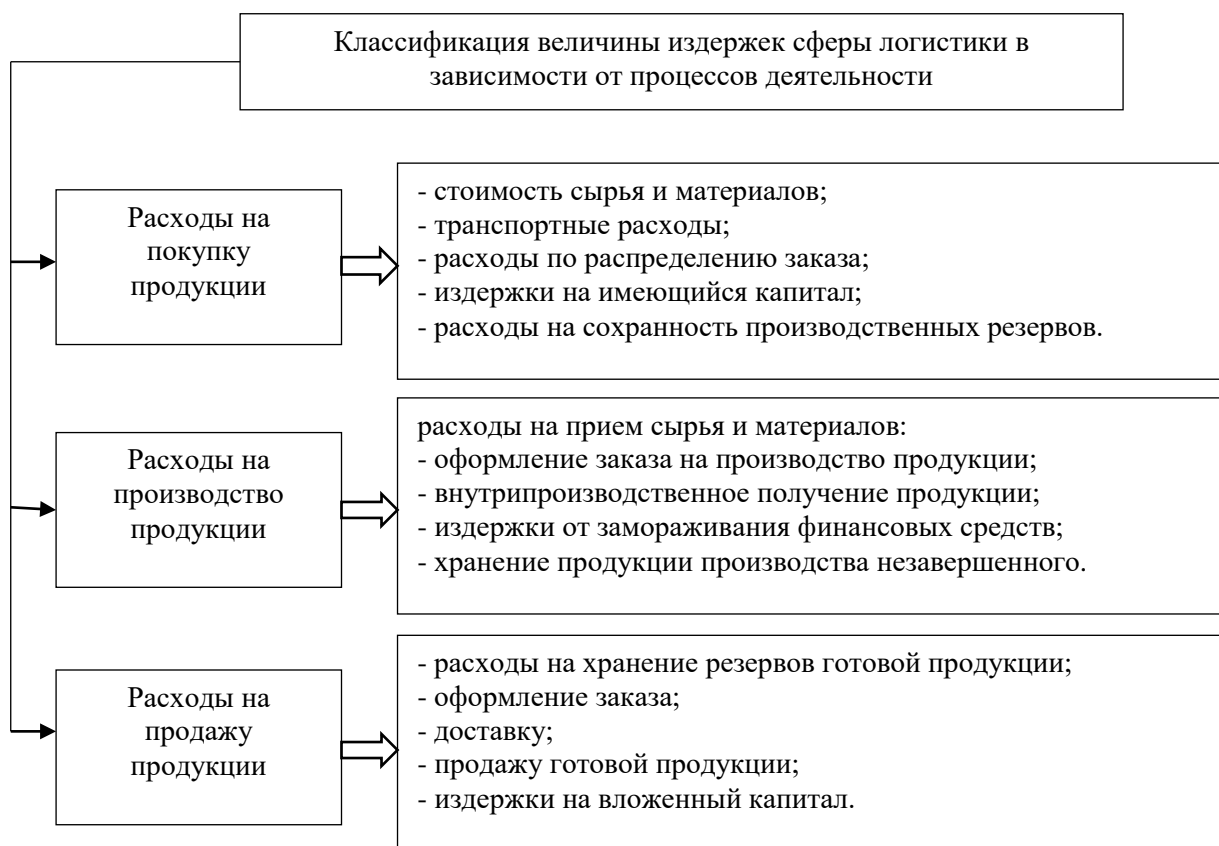 Классификация величины издержек сферы логистики в
зависимости от процессов деятельности
Расходы на
покупку
продукции
- стоимость сырья и материалов;
- транспортные расходы;
- расходы по распределению заказа;
- издержки на имеющийся капитал;
- расходы на сохранность производственных резервов.
Расходы на
производство
продукции
расходы на прием сырья и материалов:
- оформление заказа на производство продукции;
- внутрипроизводственное получение продукции;
- издержки от замораживания финансовых средств;
- хранение продукции производства незавершенного.
Расходы на
продажу
продукции
- расходы на хранение резервов готовой продукции;
- оформление заказа;
- доставку;
- продажу готовой продукции;
- издержки на вложенный капитал.